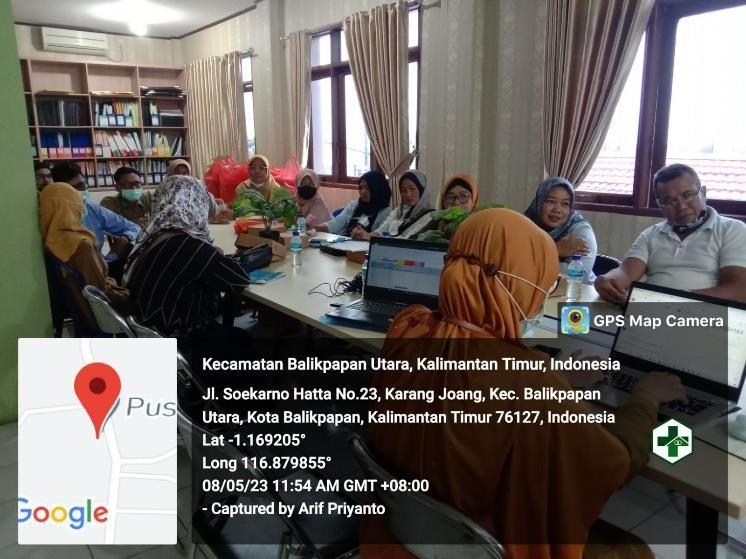 GPS Map Camera
Kecamatan Balikpapan Utara, Kalimantan Timur, Indonesia
Jl. Soekarno Hatta No.23, Karang Joang, Kec. Balikpapan
Utara, Kota Balikpapan, Kalimantan Timur 76127, Indonesia
Lat -1.169205°
Long 116.879855°
08/05/23 11:54 AM GMT +08:00
- Captured by Arif Priyanto
Pus
Google